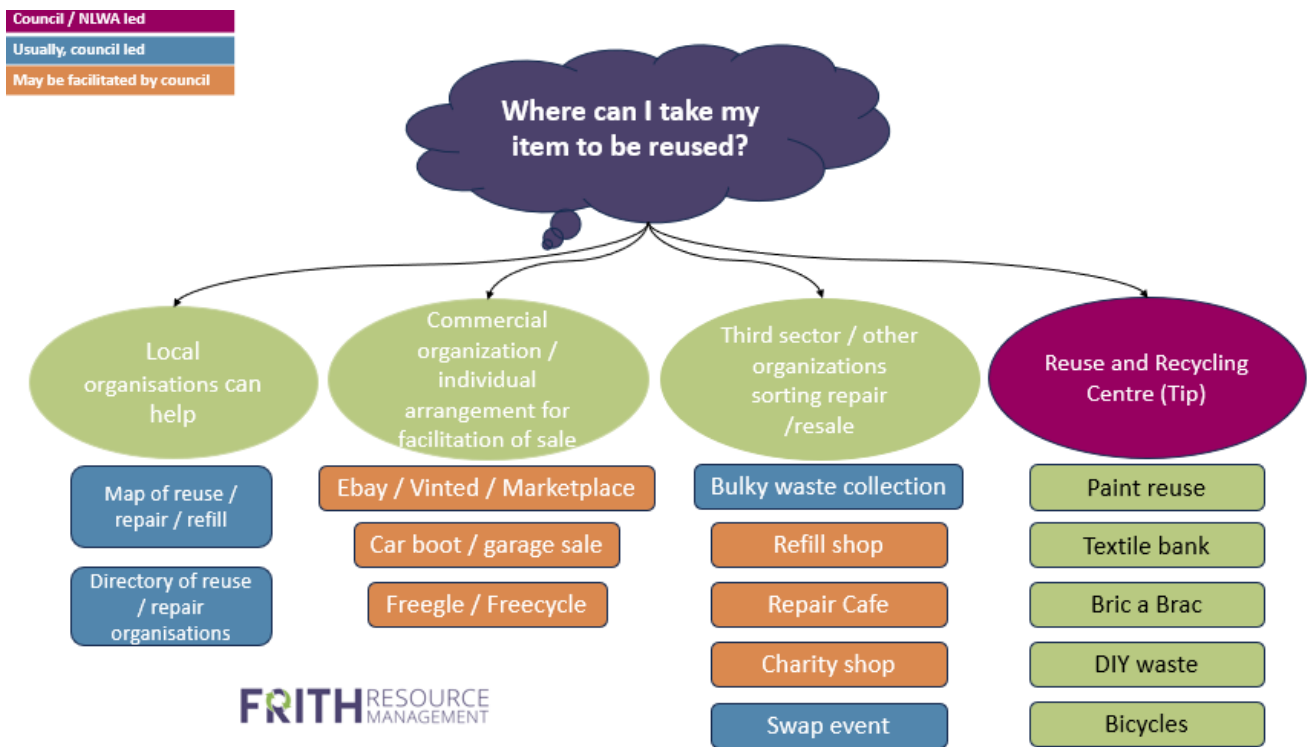 Council / NLWA led
Usually, council led
May be facilitated by council
Where can I take my
item to be reused?
Local
organisations can
help
Commercial
organization /
individual
arrangement for
facilitation of sale
Third sector / other
organizations
sorting repair
/resale
Reuse and Recycling
Centre (Tip)
Map of reuse /
repair / refill
Directory of reuse
/ repair
organisations
Ebay / Vinted / Marketplace
Car boot / garage sale
Freegle / Freecycle
Bulky waste collection
Refill shop
Repair Cafe
Charity shop
Swap event
Paint reuse
Textile bank
Bric a Brac
DIY waste
Bicycles
FRITH RESOURCE
MANAGEMENT